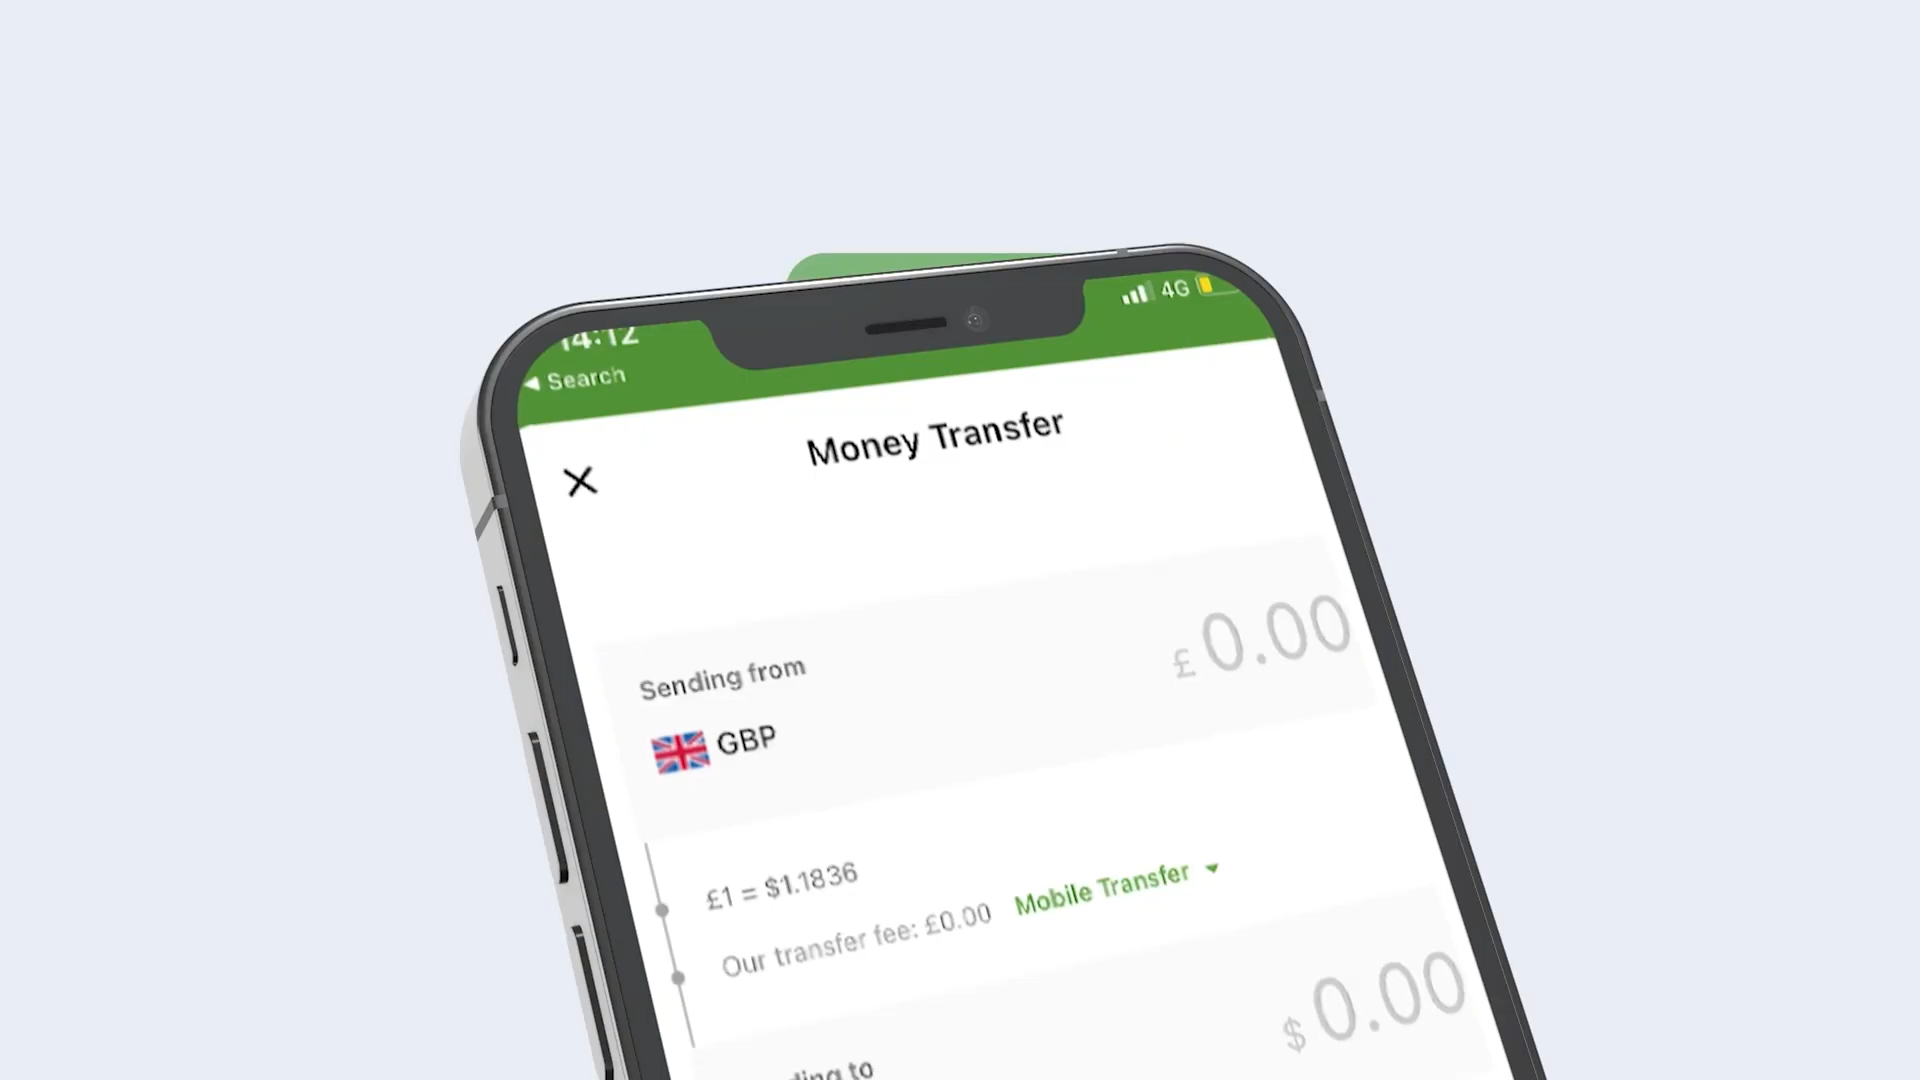 14:12
4G
Search
Money Transfer
Sending from
£0.00
GBP
£1 = $1.1836
Our transfer fee: £0.00
Mobile Transfer
$0.00
to